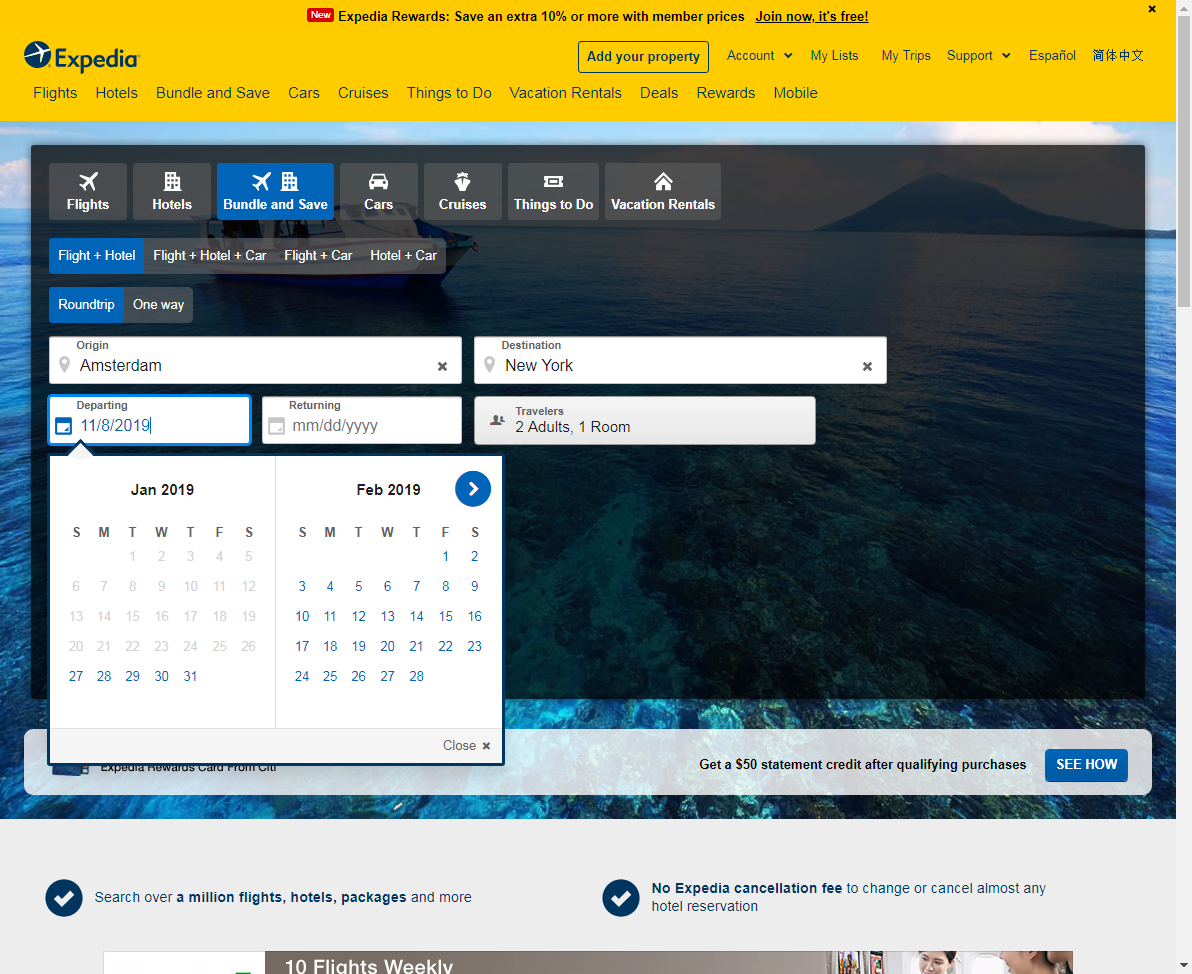 New Expedia Rewards: Save an extra 10% or more with member prices Join now, it's free!
Expedia
Add your property Account My Lists My Trips Support Español 简体中文
Flights Hotels Bundle and Save Cars Cruises Things to Do Vacation Rentals Deals Rewards Mobile
Flights Hotels Bundle and Save Cars Cruises Things to Do Vacation Rentals
Flight + Hotel Flight + Hotel + Car Flight + Car Hotel + Car
Roundtrip One way
Origin Destination
Amsterdam New York
Departing Returning Travelers
11/8/2019 mm/dd/yyyy 2 Adults, 1 Room
Jan 2019 Feb 2019
S M T W T F S S M T W T F S
1 2 3 4 5 1 2
6 7 8 9 10 11 12 3 4 5 6 7 8 9
13 14 15 16 17 18 19 10 11 12 13 14 15 16
20 21 22 23 24 25 26 17 18 19 20 21 22 23
27 28 29 30 31 24 25 26 27 28
Close
Expedia Rewards Card From Citi Get a $50 statement credit after qualifying purchases SEE HOW
Search over a million flights, hotels, packages and more
No Expedia cancellation fee to change or cancel almost any
hotel reservation
10 Flights Weekly